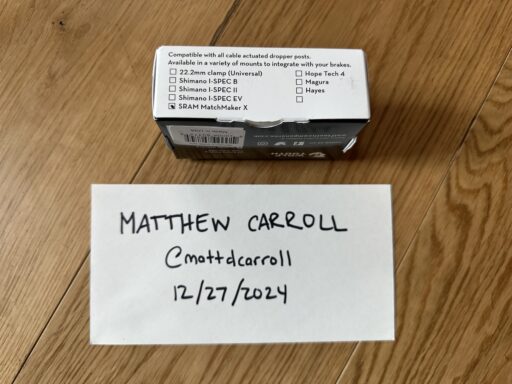 Compatible with all cable actuated dropper posts.
Available in a variety of mounts to integrate with your brakes.
22.2mm clamp (Universal)
Shimano I-SPEC B
Shimano I-SPEC II
Shimano I-SPEC EV
SRAM MatchMaker X
Hope Tech 4
Magura
Hayes
MATTHEW CARROLL
@mattdcarroll
12/27/2024